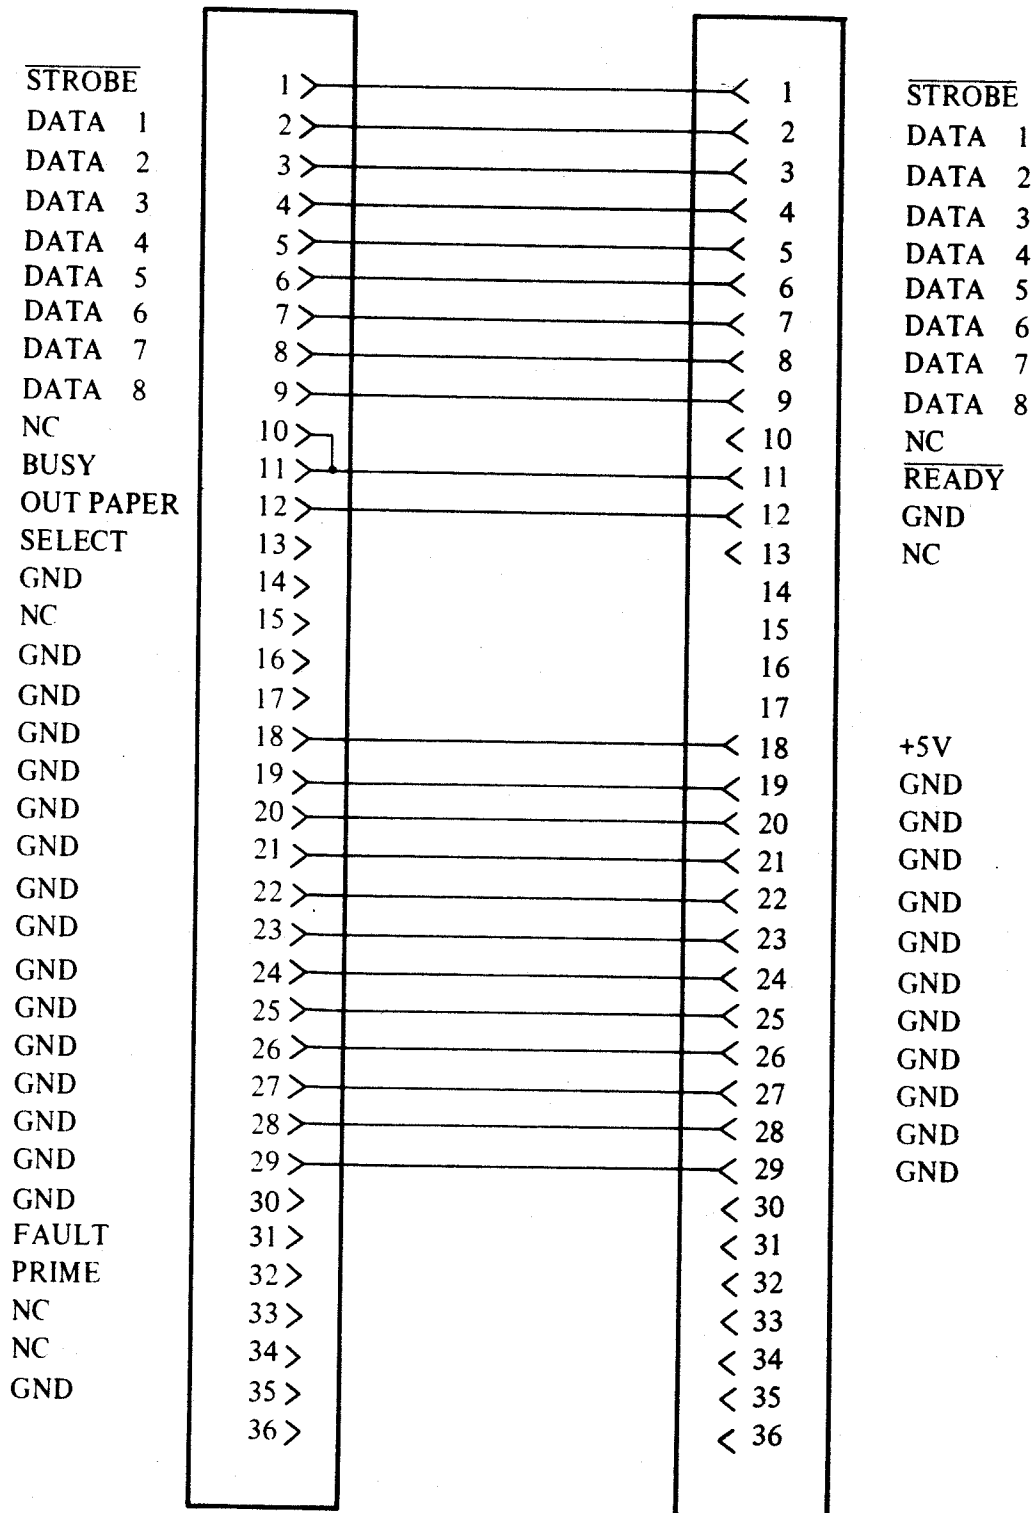 S̅T̅R̅O̅B̅E̅ 1 1 S̅T̅R̅O̅B̅E̅
DATA 1 2 2 DATA 1
DATA 2 3 3 DATA 2
DATA 3 4 4 DATA 3
DATA 4 5 5 DATA 4
DATA 5 6 6 DATA 5
DATA 6 7 7 DATA 6
DATA 7 8 8 DATA 7
DATA 8 9 9 DATA 8
NC 10 10 NC
BUSY 11 11 R̅E̅A̅D̅Y̅
OUT PAPER 12 12 GND
SELECT 13 13 NC
GND 14 14
NC 15 15
GND 16 16
GND 17 17
GND 18 18 +5V
GND 19 19 GND
GND 20 20 GND
GND 21 21 GND
GND 22 22 GND
GND 23 23 GND
GND 24 24 GND
GND 25 25 GND
GND 26 26 GND
GND 27 27 GND
GND 28 28 GND
GND 29 29 GND
GND 30 30
FAULT 31 31
PRIME 32 32
NC 33 33
NC 34 34
GND 35 35
36 36